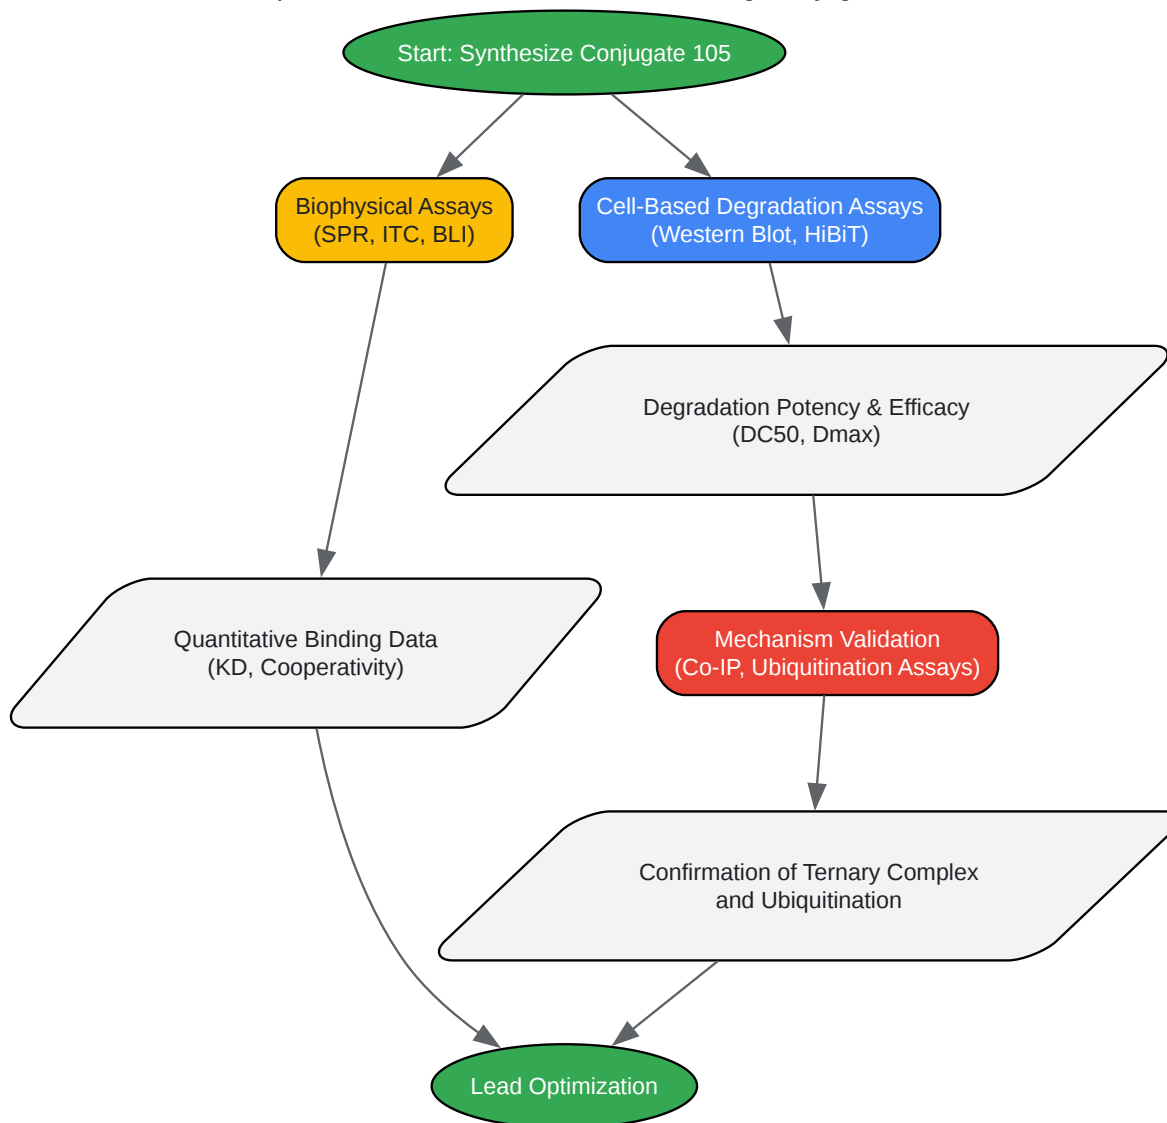 Start: Synthesize Conjugate 105
Biophysical Assays
(SPR, ITC, BLI)
Cell-Based Degradation Assays
(Western Blot, HiBiT)
Degradation Potency & Efficacy
(DC50, Dmax)
Quantitative Binding Data
(KD, Cooperativity)
Mechanism Validation
(Co-IP, Ubiquitination Assays)
Confirmation of Ternary Complex
and Ubiquitination
Lead Optimization